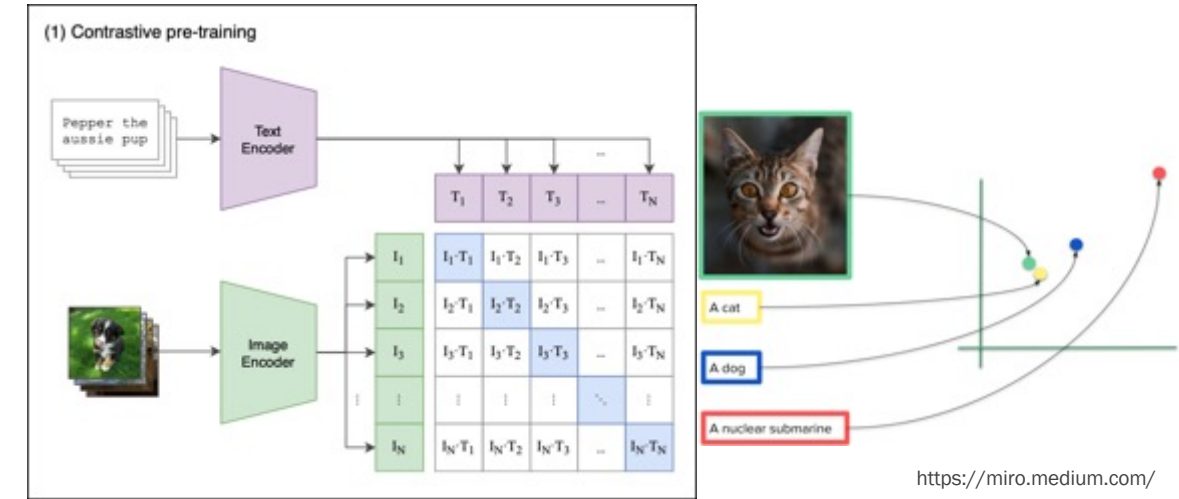 (1) Contrastive pre-training
Pepper the
aussie pup
Text
Encoder
...
T1 T2 T3 ... TN
Image
Encoder
I1 I1·T1 I1·T2 I1·T3 ... I1·TN
I2 I2·T1 I2·T2 I2·T3 ... I2·TN
I3 I3·T1 I3·T2 I3·T3 ... I3·TN
⋮ ⋮ ⋮ ⋮ ⋮ ⋱ ⋮
IN IN·T1 IN·T2 IN·T3 ... IN·TN
A cat
A dog
A nuclear submarine
https://miro.medium.com/